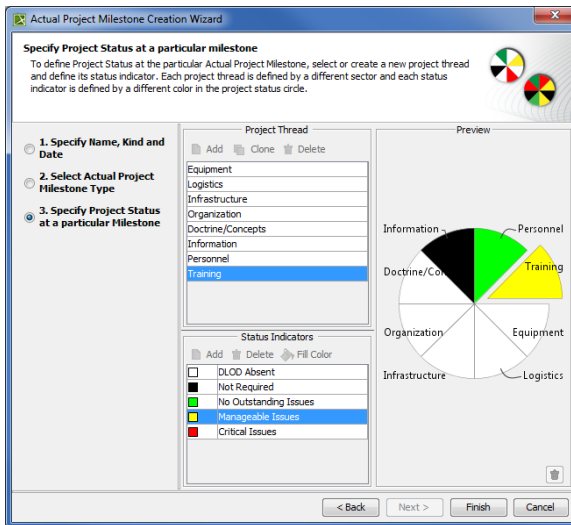 Actual Project Milestone Creation Wizard
x
Specify Project Status at a particular milestone
To define Project Status at the particular Actual Project Milestone, select or create a new project thread
and define its status indicator. Each project thread is defined by a different sector and each status
indicator is defined by a different color in the project status circle.
1. Specify Name, Kind and
Date
2. Select Actual Project
Milestone Type
3. Specify Project Status
at a particular Milestone
Project Thread
Add Clone Delete
Equipment
Logistics
Infrastructure
Organization
Doctrine/Concepts
Information
Personnel
Training
Status Indicators
Add Delete Fill Color
DLOD Absent
Not Required
No Outstanding Issues
Manageable Issues
Critical Issues
Preview
Information Personnel
Doctrine/Con Training
Organization Equipment
Infrastructure Logistics
< Back Next > Finish Cancel